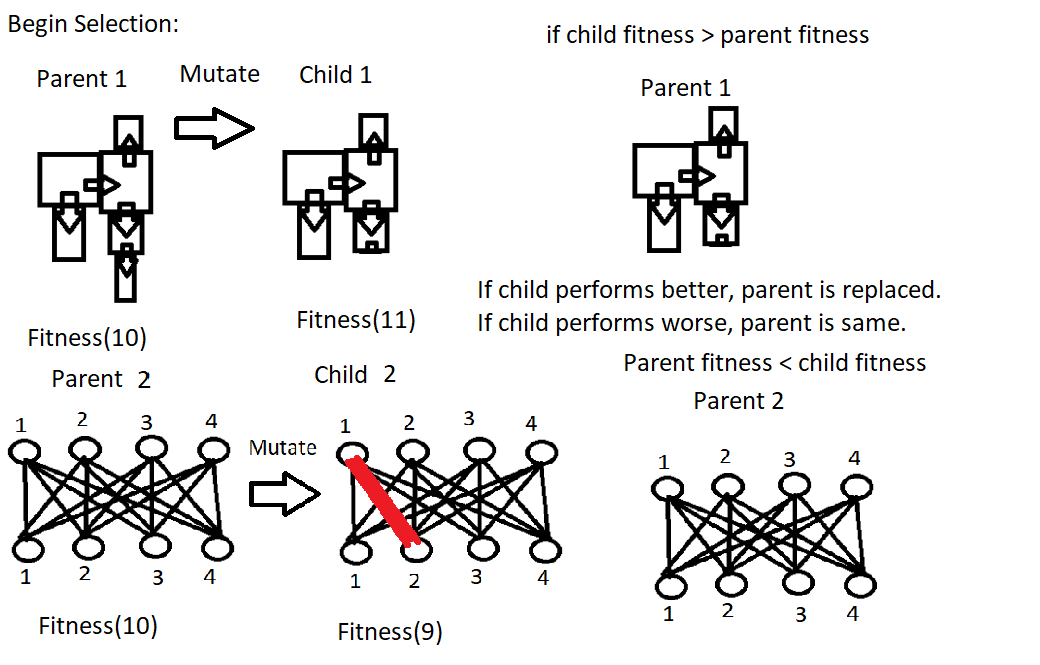 Begin Selection:
if child fitness > parent fitness
Parent 1
Mutate
Child 1
Parent 1
Fitness(10)
Fitness(11)
If child performs better, parent is replaced.
If child performs worse, parent is same.
Parent 2
Child 2
Parent fitness < child fitness
Parent 2
1 2 3 4
Mutate
1 2 3 4
1 2 3 4
1 2 3 4
1 2 3 4
1 2 3 4
Fitness(10)
Fitness(9)